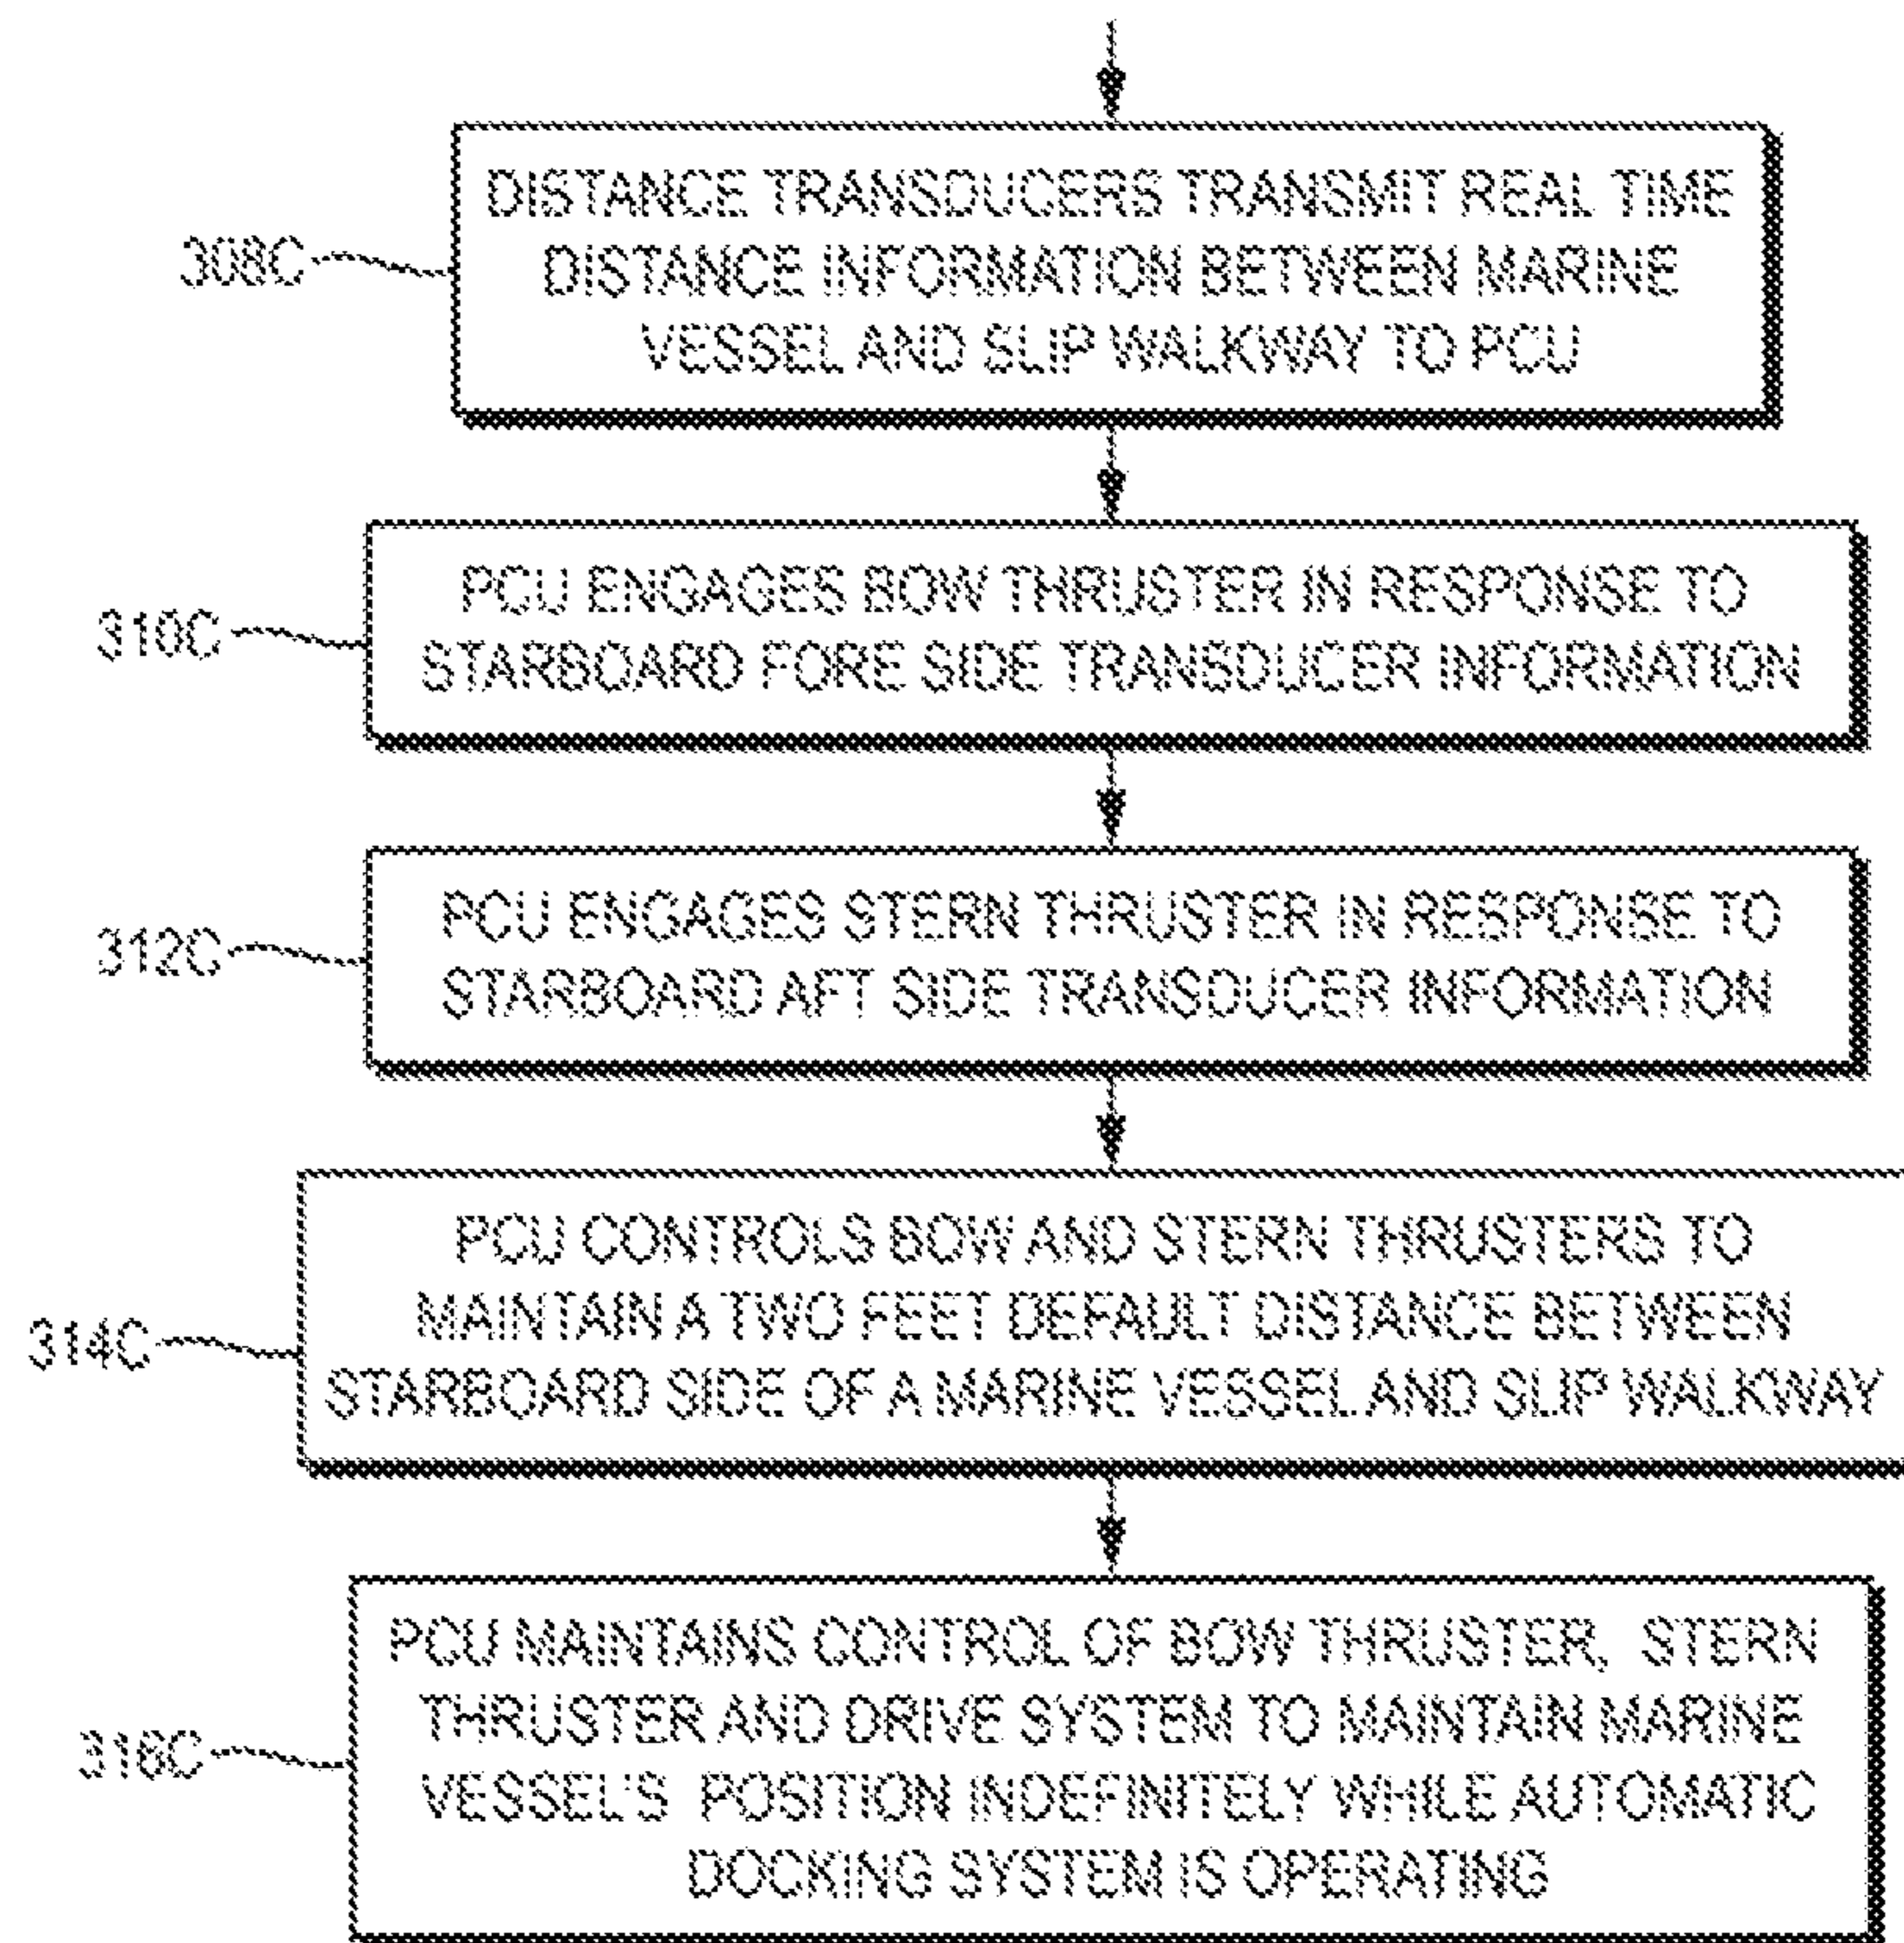 308C
DISTANCE TRANSDUCERS TRANSMIT REAL TIME
DISTANCE INFORMATION BETWEEN MARINE
VESSEL AND SLIP WALKWAY TO PCU
310C
PCU ENGAGES BOW THRUSTER IN RESPONSE TO
STARBOARD FORE SIDE TRANSDUCER INFORMATION
312C
PCU ENGAGES STERN THRUSTER IN RESPONSE TO
STARBOARD AFT SIDE TRANSDUCER INFORMATION
314C
PCU CONTROLS BOW AND STERN THRUSTERS TO
MAINTAIN A TWO FEET DEFAULT DISTANCE BETWEEN
STARBOARD SIDE OF A MARINE VESSEL AND SLIP WALKWAY
316C
PCU MAINTAINS CONTROL OF BOW THRUSTER, STERN
THRUSTER AND DRIVE SYSTEM TO MAINTAIN MARINE
VESSEL'S POSITION INDEFINITELY WHILE AUTOMATIC
DOCKING SYSTEM IS OPERATING